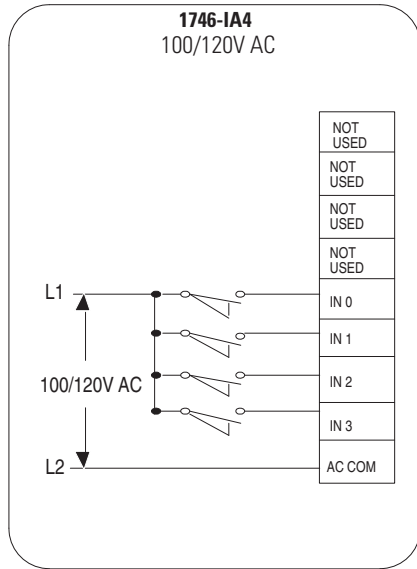 1746-IA4
100/120V AC
NOT
USED
NOT
USED
NOT
USED
NOT
USED
L1
IN 0
IN 1
100/120V AC
IN 2
IN 3
L2
AC COM